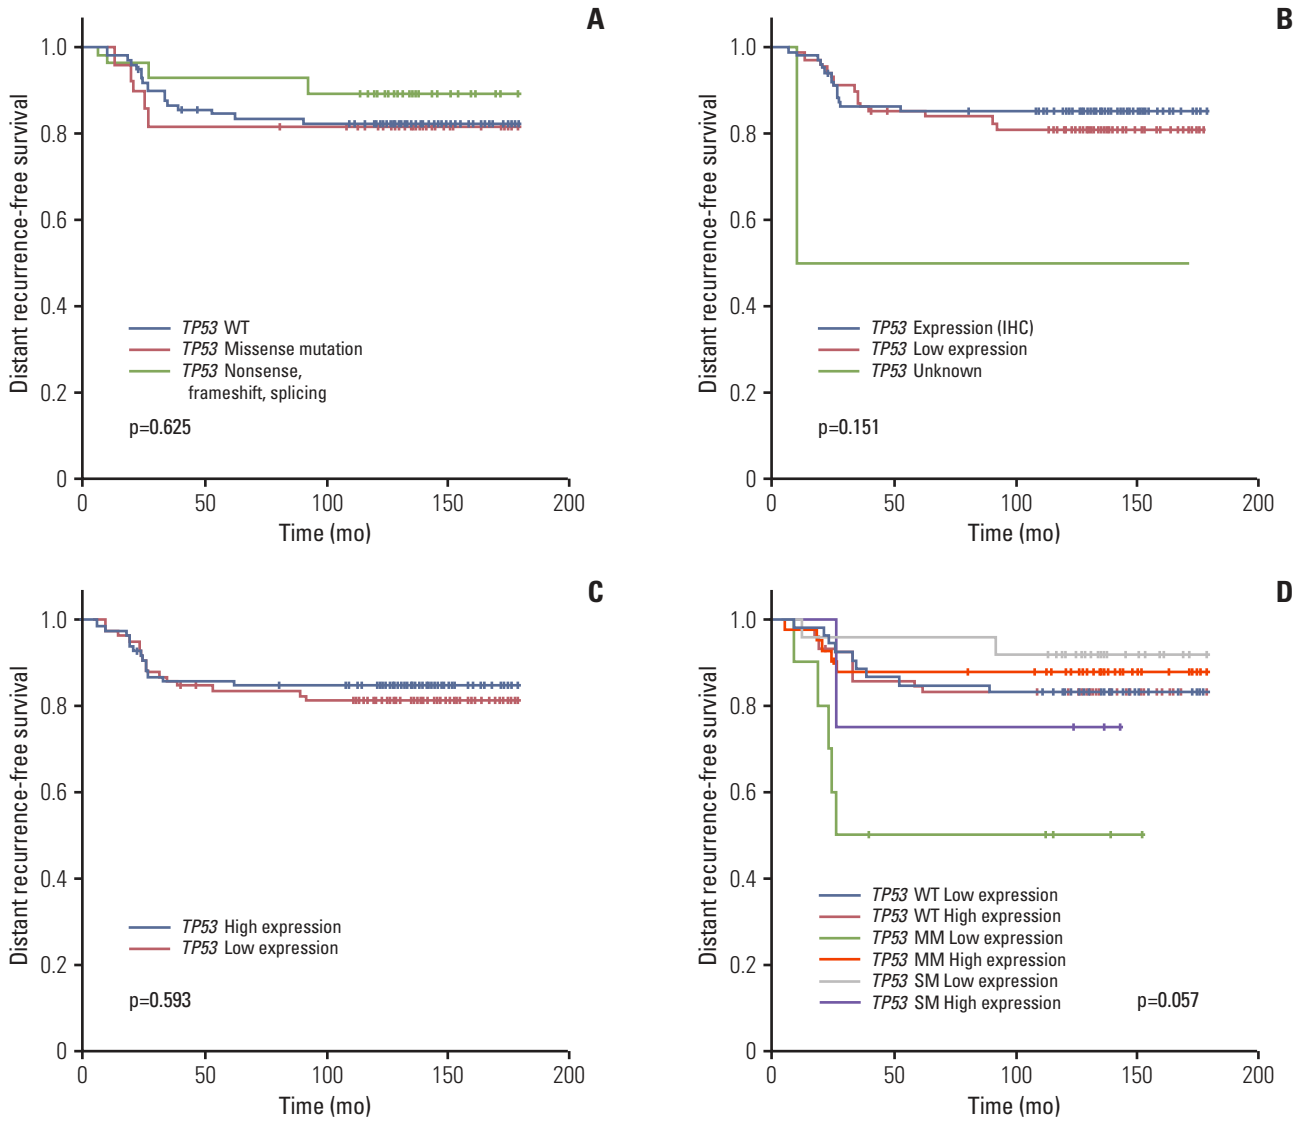 A
Distant recurrence-free survival
1.0
0.8
0.6
0.4
0.2
0
TP53 WT
TP53 Missense mutation
TP53 Nonsense,
frameshift, splicing
p=0.625
0 50 100 150 200
Time (mo)
B
Distant recurrence-free survival
1.0
0.8
0.6
0.4
0.2
0
TP53 Expression (IHC)
TP53 Low expression
TP53 Unknown
p=0.151
0 50 100 150 200
Time (mo)
C
Distant recurrence-free survival
1.0
0.8
0.6
0.4
0.2
0
TP53 High expression
TP53 Low expression
p=0.593
0 50 100 150 200
Time (mo)
D
Distant recurrence-free survival
1.0
0.8
0.6
0.4
0.2
0
TP53 WT Low expression
TP53 WT High expression
TP53 MM Low expression
TP53 MM High expression
TP53 SM Low expression
TP53 SM High expression
p=0.057
0 50 100 150 200
Time (mo)